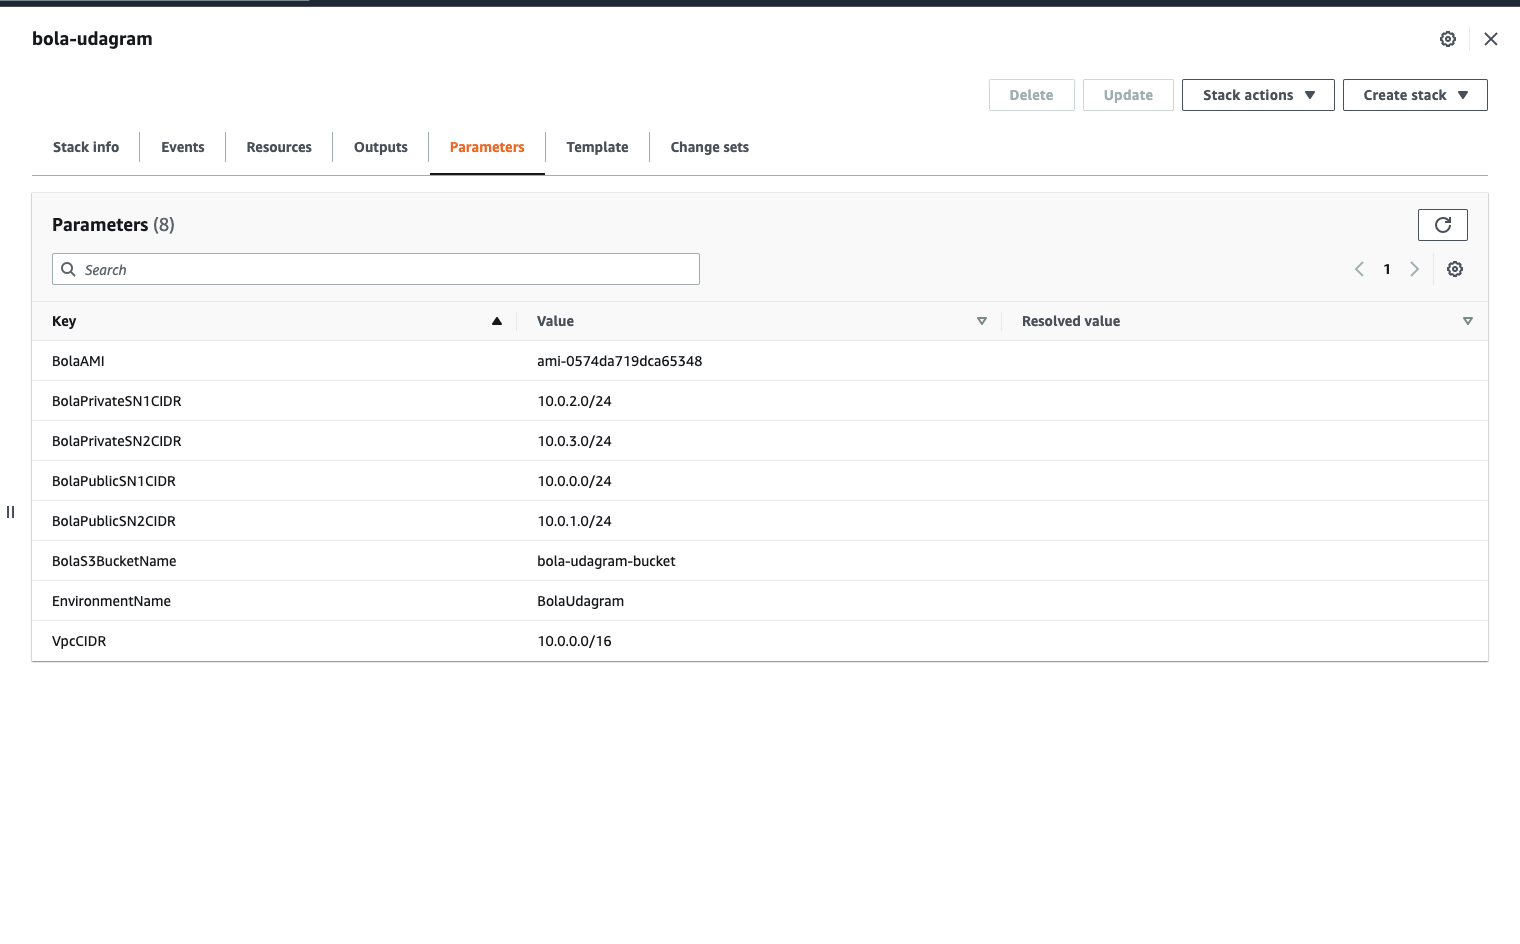 bola-udagram
Delete Update Stack actions Create stack
Stack info Events Resources Outputs Parameters Template Change sets
Parameters (8)
Search
1
Key Value Resolved value
BolaAMI ami-0574da719dca65348
BolaPrivateSN1CIDR 10.0.2.0/24
BolaPrivateSN2CIDR 10.0.3.0/24
BolaPublicSN1CIDR 10.0.0.0/24
BolaPublicSN2CIDR 10.0.1.0/24
BolaS3BucketName bola-udagram-bucket
EnvironmentName BolaUdagram
VpcCIDR 10.0.0.0/16